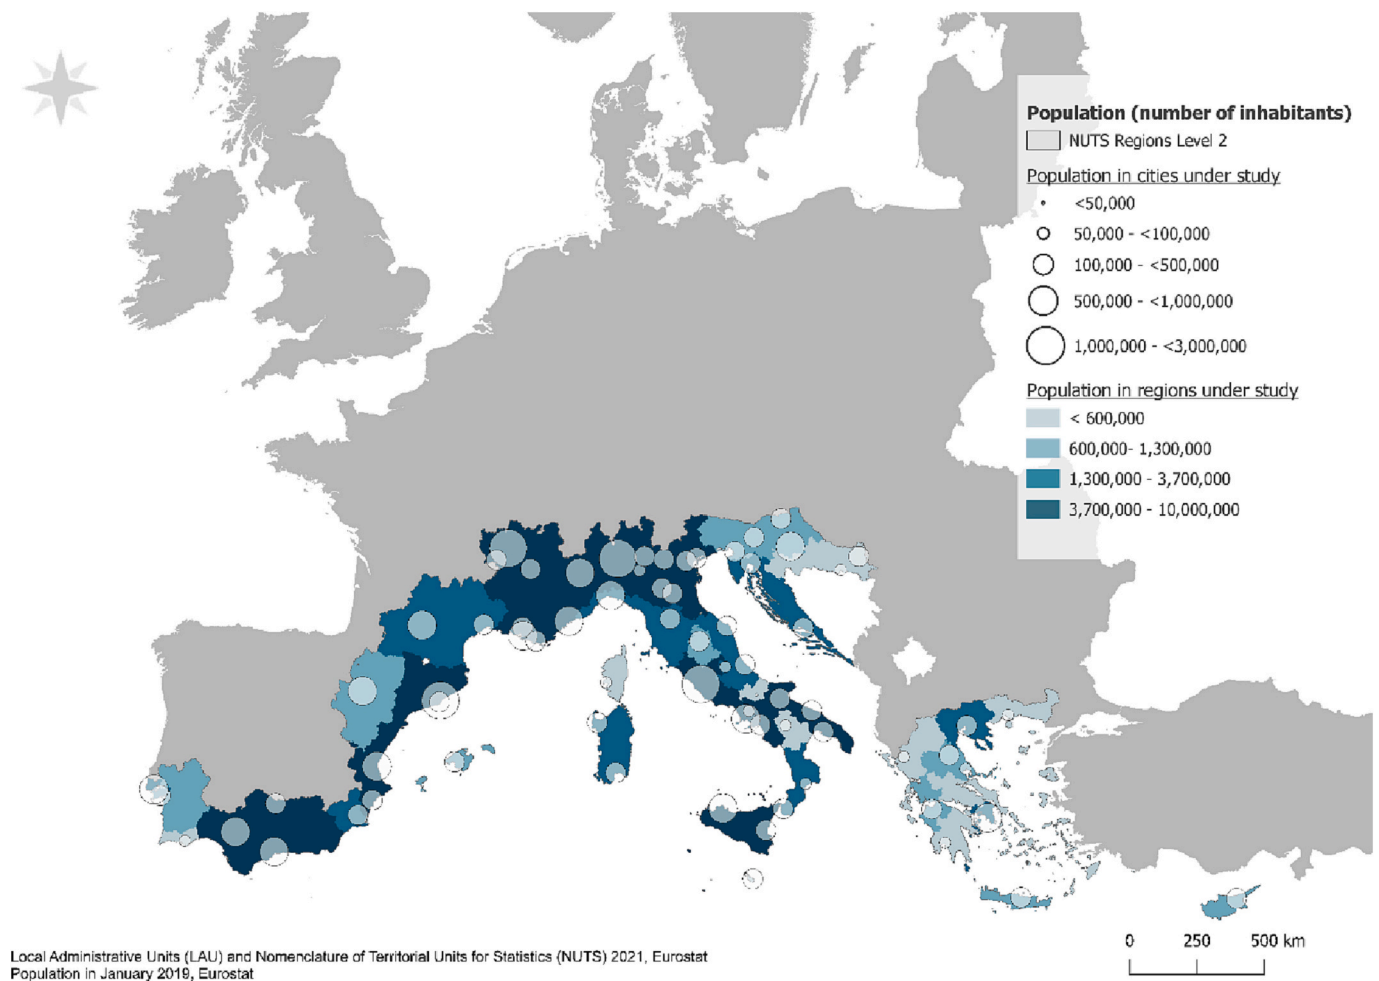 Population (number of inhabitants)
NUTS Regions Level 2
Population in cities under study
<50,000
50,000 - <100,000
100,000 - <500,000
500,000 - <1,000,000
1,000,000 - <3,000,000
Population in regions under study
< 600,000
600,000- 1,300,000
1,300,000 - 3,700,000
3,700,000 - 10,000,000
0 250 500 km
Local Administrative Units (LAU) and Nomenclature of Territorial Units for Statistics (NUTS) 2021, Eurostat
Population in January 2019, Eurostat